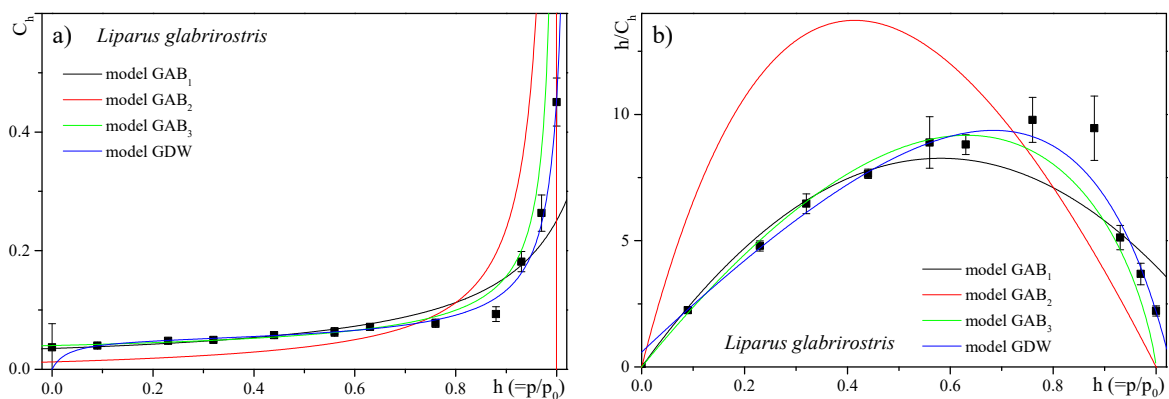 C_h
a)
Liparus glabrirostris
model GAB_1
model GAB_2
model GAB_3
model GDW
0.4
0.2
0.0
0.0 0.2 0.4 0.6 0.8
h (=p/p_0)
h/C_h
b)
10
5
0
model GAB_1
model GAB_2
model GAB_3
model GDW
Liparus glabrirostris
0.0 0.2 0.4 0.6 0.8
h (=p/p_0)